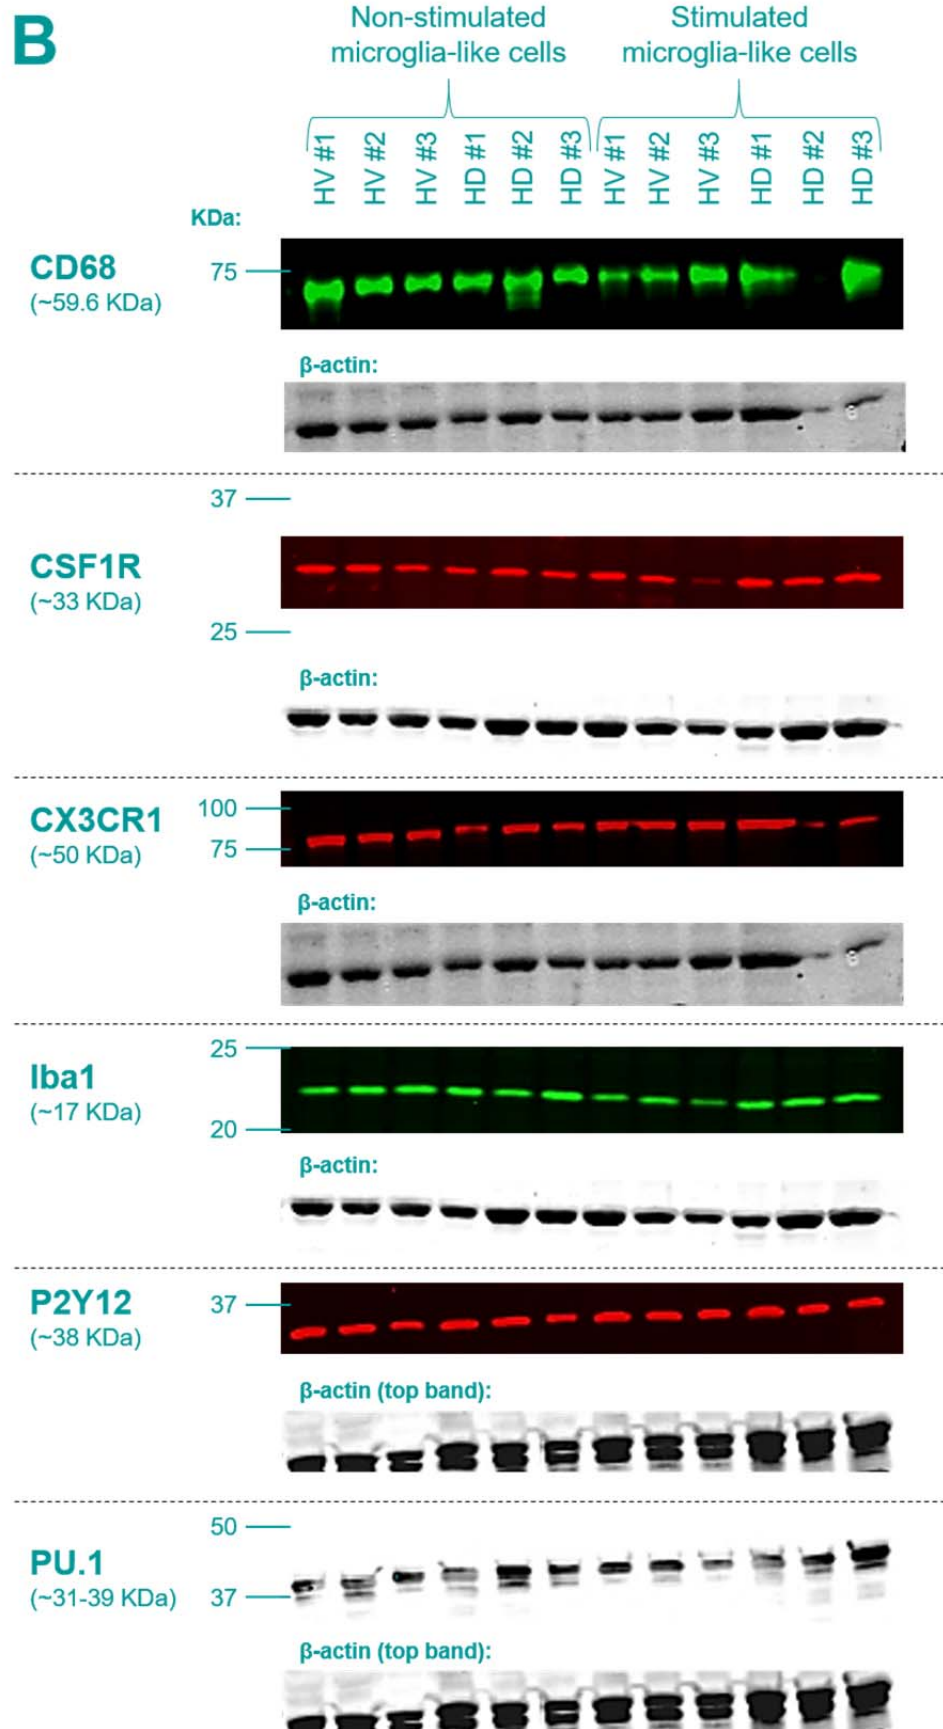 B
Non-stimulated
microglia-like cells
Stimulated
microglia-like cells
HV #1
HV #2
HV #3
HD #1
HD #2
HD #3
HV #1
HV #2
HV #3
HD #1
HD #2
HD #3
KDa:
CD68
(~59.6 KDa)
75
β-actin:
37
CSF1R
(~33 KDa)
25
β-actin:
100
CX3CR1
(~50 KDa)
75
β-actin:
25
Iba1
(~17 KDa)
20
β-actin:
P2Y12
37
(~38 KDa)
β-actin (top band):
50
PU.1
(~31-39 KDa)
37
β-actin (top band):